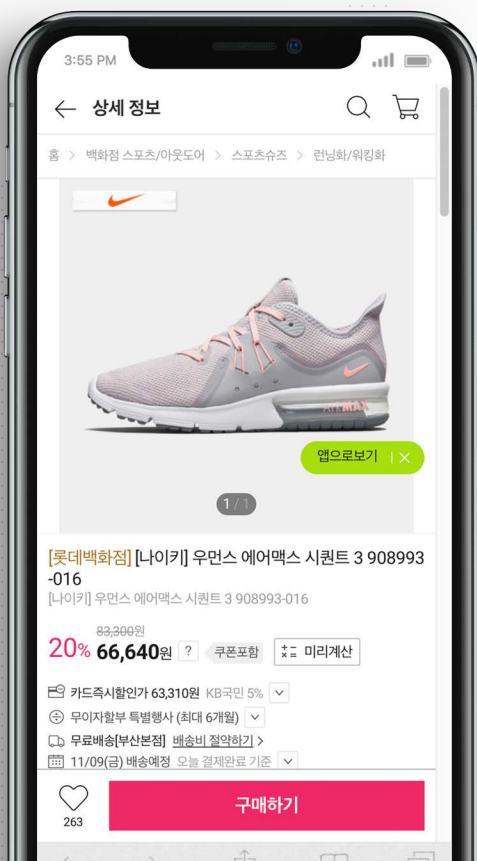 3:55 PM
상세 정보
홈 > 백화점 스포츠/아웃도어 > 스포츠슈즈 > 런닝화/워킹화
AIRMAX
앱으로보기 | ×
1 / 1
[롯데백화점] [나이키] 우먼스 에어맥스 시퀀트 3 908993
-016
[나이키] 우먼스 에어맥스 시퀀트 3 908993-016
83,300원
20% 66,640원 ? 쿠폰포함 미리계산
카드즉시할인가 63,310원 KB국민 5%
무이자할부 특별행사 (최대 6개월)
무료배송[부산본점] 배송비 절약하기 >
11/09(금) 배송예정 오늘 결제완료 기준
263
구매하기